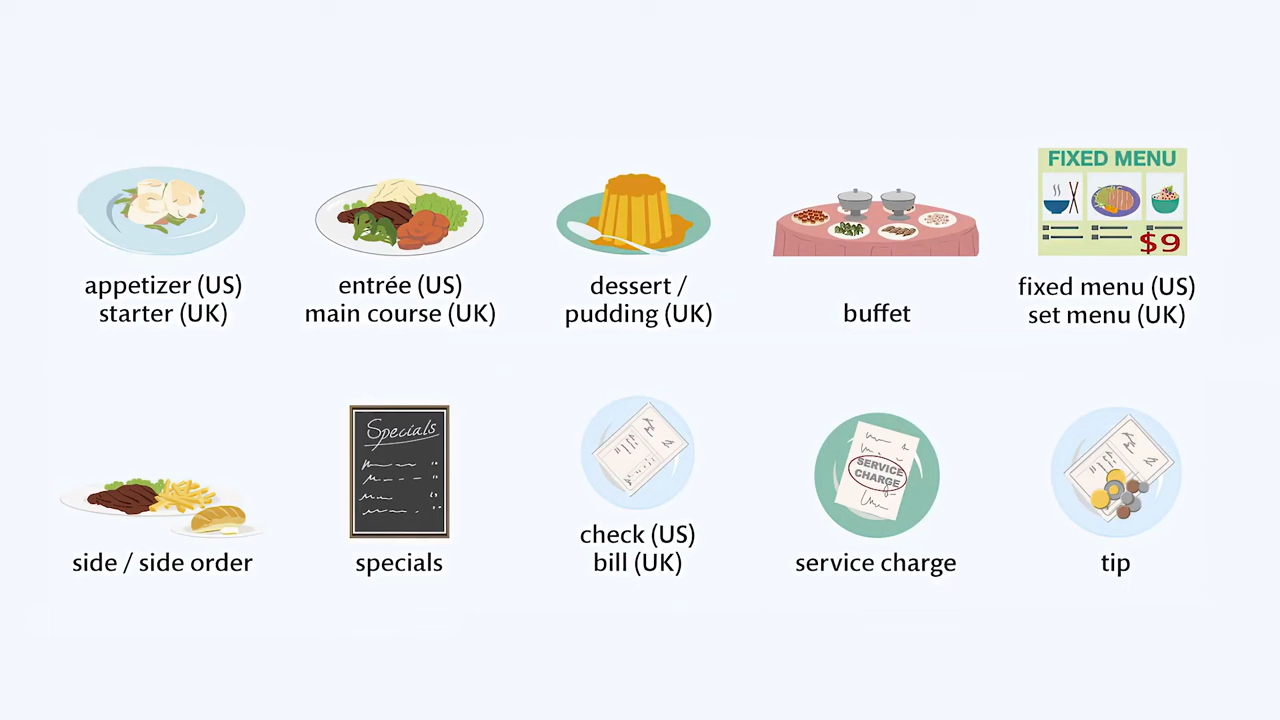 FIXED MENU
$9
appetizer (US)
starter (UK)
entrée (US)
main course (UK)
dessert /
pudding (UK)
buffet
fixed menu (US)
set menu (UK)
Specials
SERVICE
CHARGE
side / side order
specials
check (US)
bill (UK)
service charge
tip